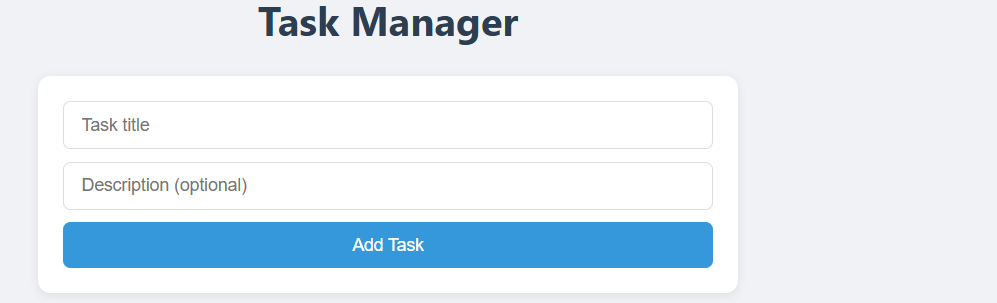 Task Manager
Task title
Description (optional)
Add Task